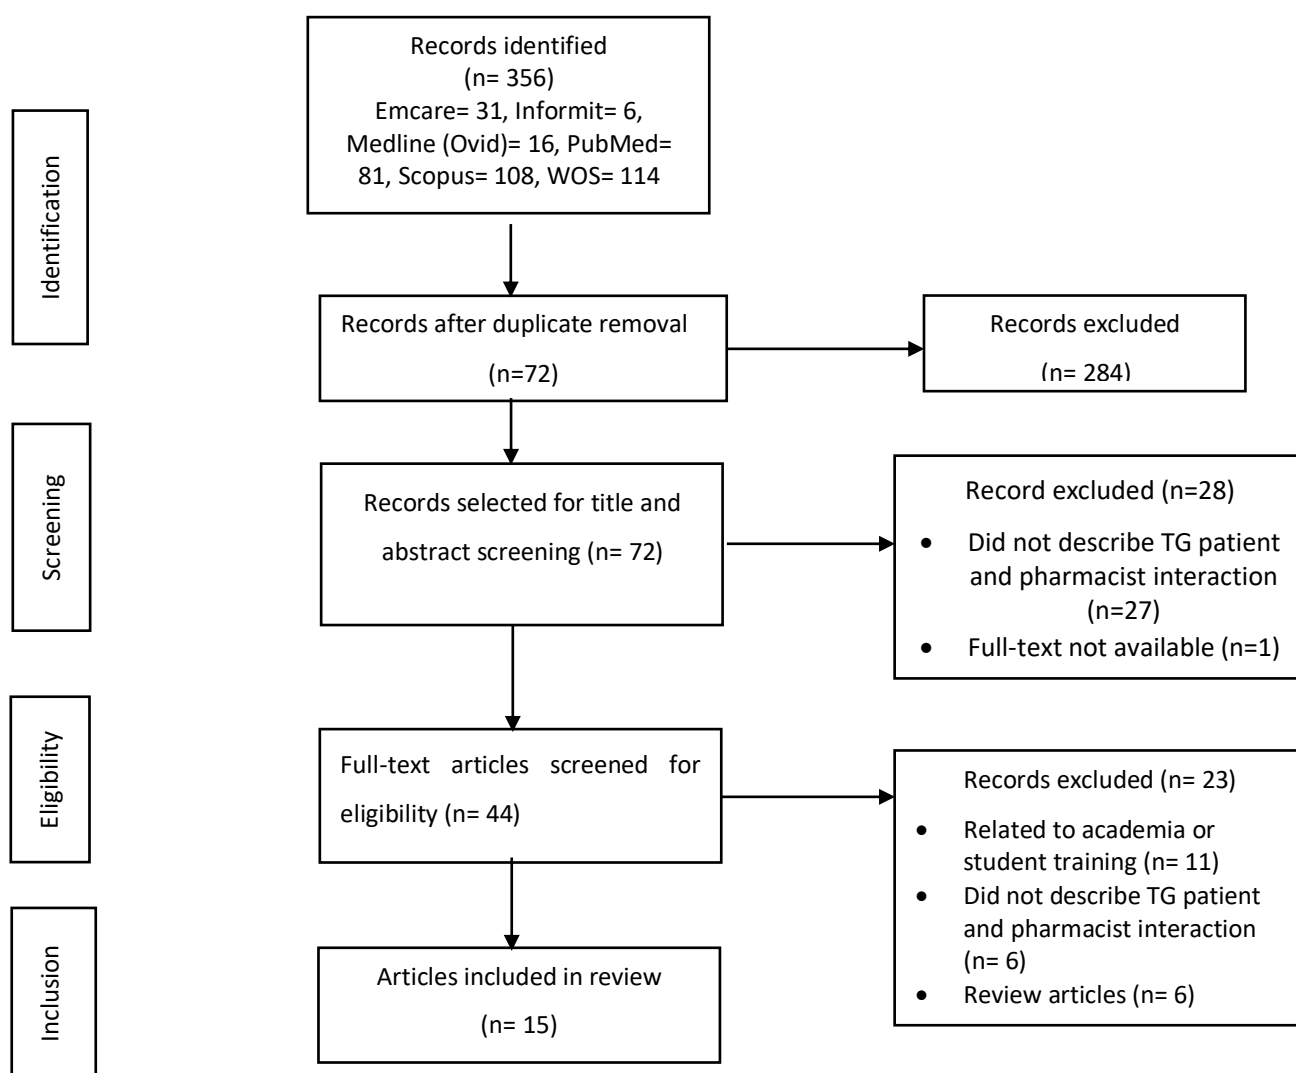 Records identified
(n= 356)
Emcare= 31, Informit= 6,
Medline (Ovid)= 16, PubMed=
81, Scopus= 108, WOS= 114
Identification
Records after duplicate removal
(n=72)
Records excluded
(n= 284)
Screening
Records selected for title and
abstract screening (n= 72)
Record excluded (n=28)
• Did not describe TG patient
and pharmacist interaction
(n=27)
• Full-text not available (n=1)
Eligibility
Full-text articles screened for
eligibility (n= 44)
Records excluded (n= 23)
• Related to academia or
student training (n= 11)
• Did not describe TG patient
and pharmacist interaction
(n= 6)
• Review articles (n= 6)
Inclusion
Articles included in review
(n= 15)